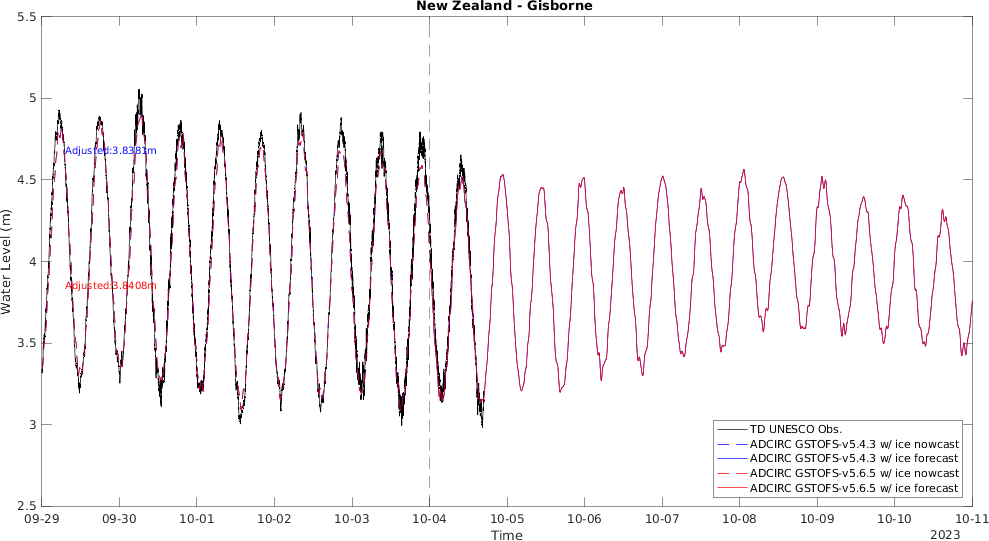 New Zealand - Gisborne
5.5
5
4.5
4
3.5
3
2.5
Water Level (m)
Adjusted:3.8381m
Adjusted:3.8408m
TD UNESCO Obs.
ADCIRC GSTOFS-v5.4.3 w/ ice nowcast
ADCIRC GSTOFS-v5.4.3 w/ ice forecast
ADCIRC GSTOFS-v5.6.5 w/ ice nowcast
ADCIRC GSTOFS-v5.6.5 w/ ice forecast
09-29 09-30 10-01 10-02 10-03 10-04 10-05 10-06 10-07 10-08 10-09 10-10 10-11
Time
2023